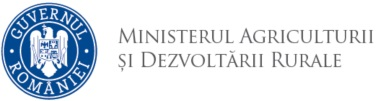 GUVERNUL
ROMÂNIEI
MINISTERUL AGRICULTURII
ȘI DEZVOLTĂRII RURALE